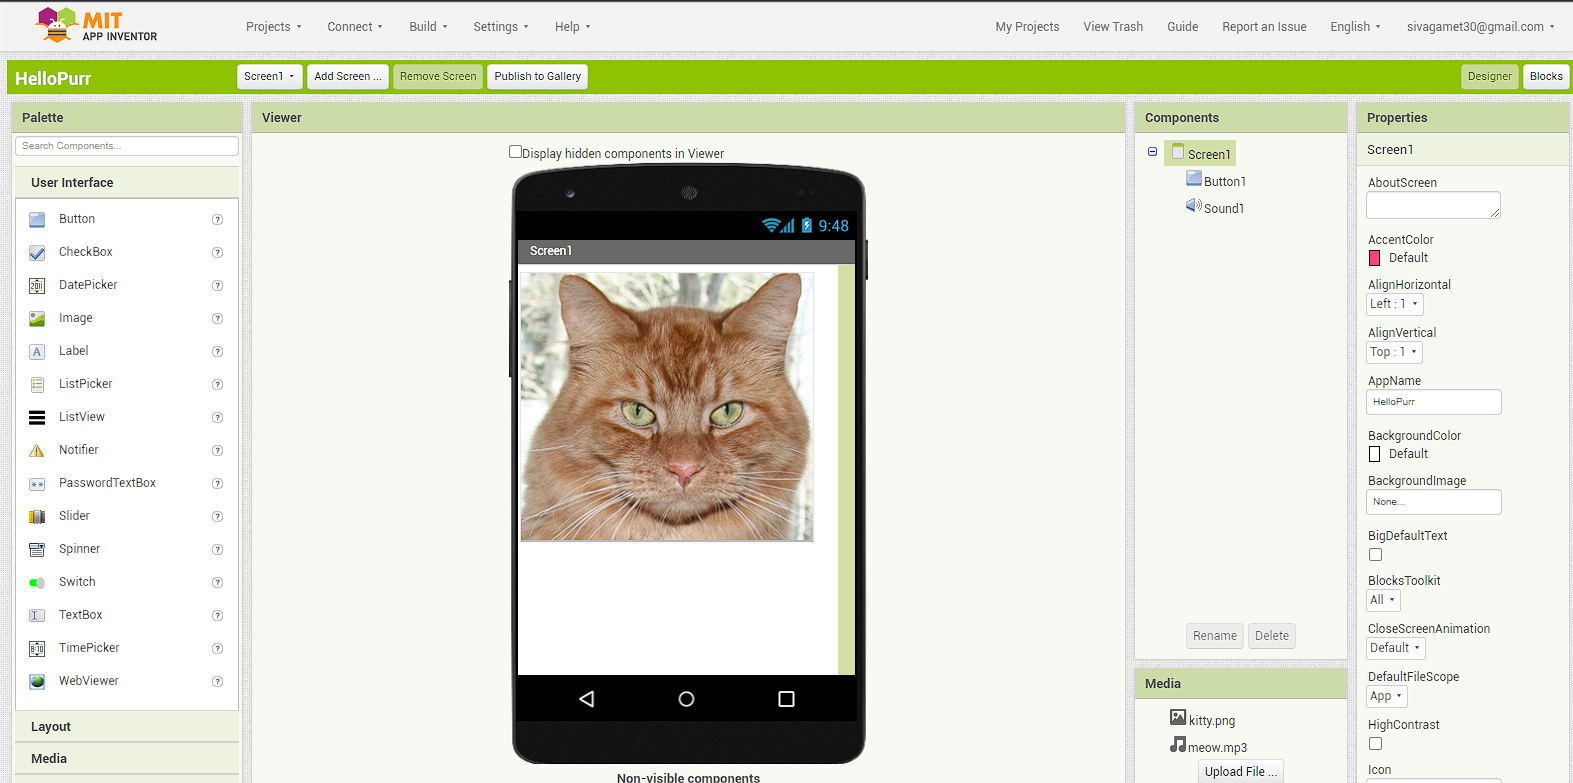 MIT
APP INVENTOR
Projects
Connect
Build
Settings
Help
My Projects
View Trash
Guide
Report an Issue
English
sivagamet30@gmail.com
HelloPurr
Screen1
Add Screen ...
Remove Screen
Publish to Gallery
Designer
Blocks
Palette
Search Components...
User Interface
Button
?
CheckBox
?
DatePicker
?
2011
Image
?
Label
?
A
ListPicker
?
ListView
?
Notifier
?
PasswordTextBox
?
Slider
?
Spinner
?
Switch
?
TextBox
?
TimePicker
?
8:10
WebViewer
?
Layout
Media
Viewer
Display hidden components in Viewer
9:48
Screen1
Non-visible components
Components
Screen1
Button1
Sound1
Rename
Delete
Media
kitty.png
meow.mp3
Upload File ...
Properties
Screen1
AboutScreen
AccentColor
Default
AlignHorizontal
Left : 1
AlignVertical
Top : 1
AppName
HelloPurr
BackgroundColor
Default
BackgroundImage
None...
BigDefaultText
BlocksToolkit
All
CloseScreenAnimation
Default
DefaultFileScope
App
HighContrast
Icon